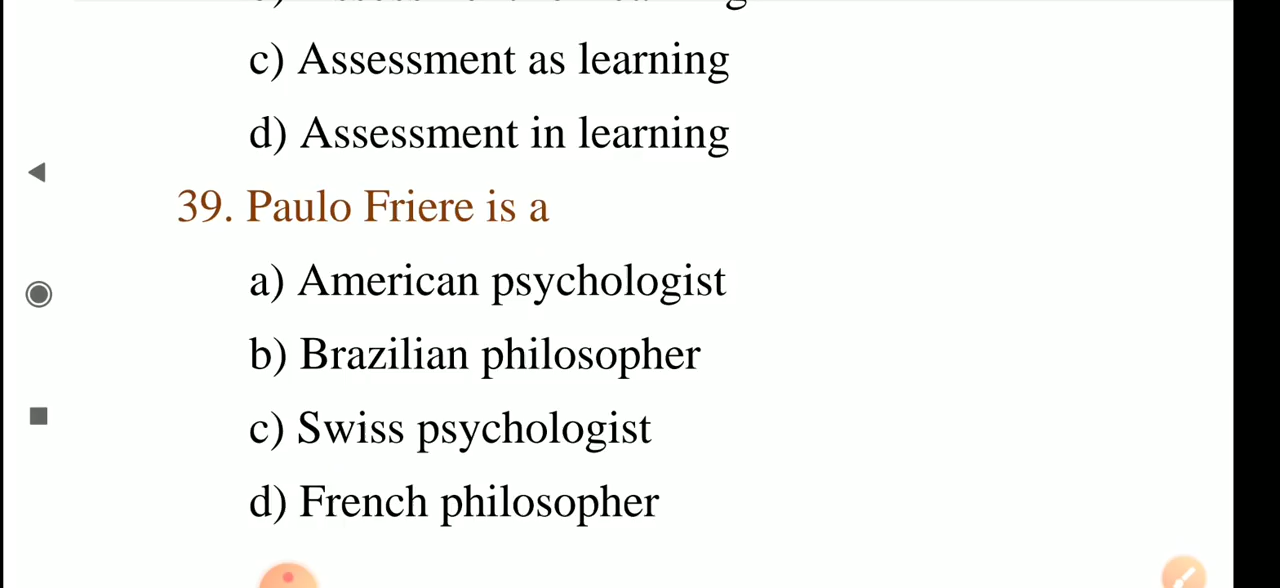 c) Assessment as learning
d) Assessment in learning
39. Paulo Friere is a
a) American psychologist
b) Brazilian philosopher
c) Swiss psychologist
d) French philosopher